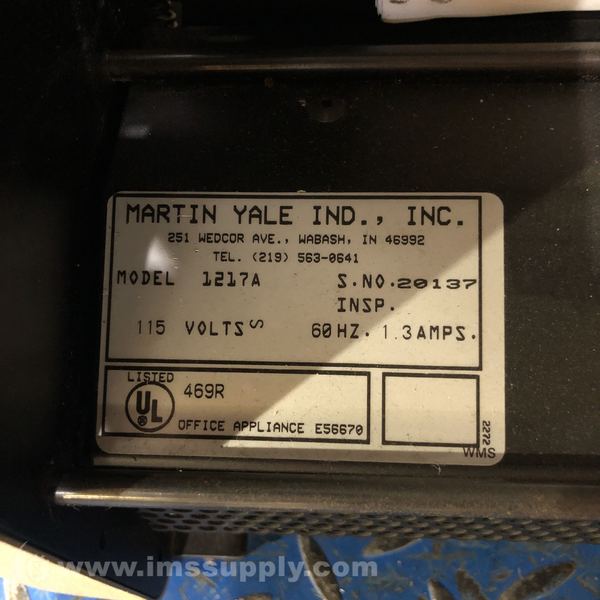 MARTIN YALE IND., INC.
251 WEDCOR AVE., WABASH, IN 46992
TEL. (219) 563-0641
MODEL 1217A S.NO.20137
INSP.
115 VOLTS 60HZ. 1.3AMPS.
LISTED
UL
469R
OFFICE APPLIANCE E56670
2272
WMS
www.imssupply.com